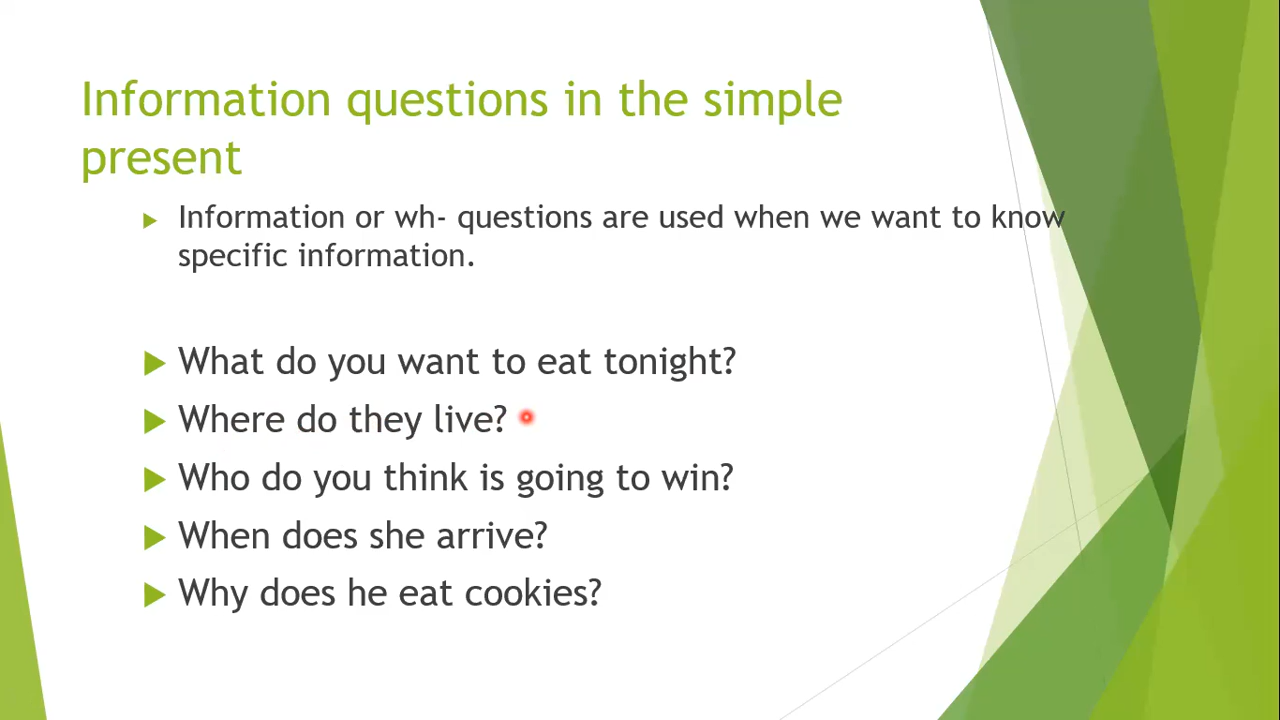 Information questions in the simple
present
Information or wh- questions are used when we want to know
specific information.
What do you want to eat tonight?
Where do they live?
Who do you think is going to win?
When does she arrive?
Why does he eat cookies?